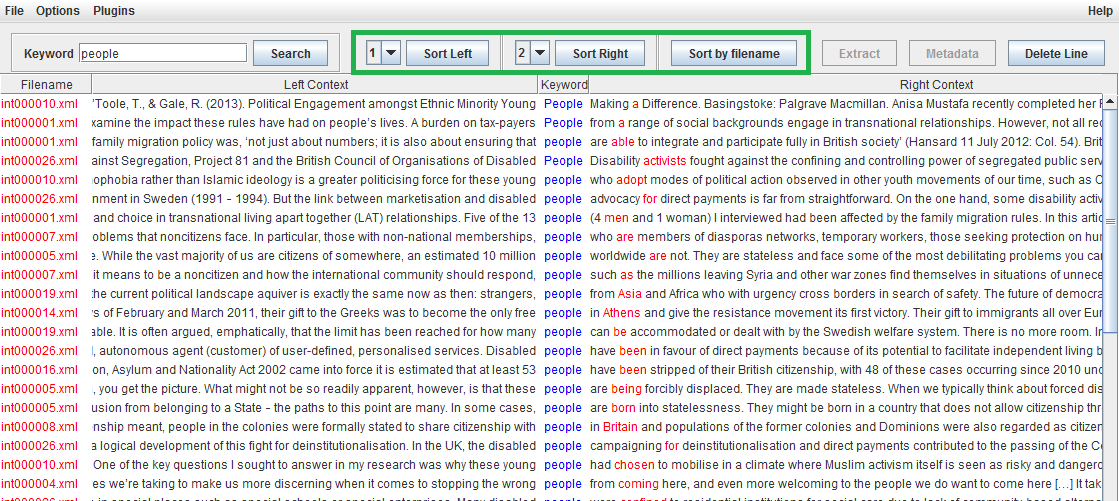 File Options Plugins Help
Keyword people Search 1 Sort Left 2 Sort Right Sort by filename Extract Metadata Delete Line
Filename Left Context Keyword Right Context
int000010.xml 'Toole, T., & Gale, R. (2013). Political Engagement amongst Ethnic Minority Young People Making a Difference. Basingstoke: Palgrave Macmillan. Anisa Mustafa recently completed her
int000001.xml xamine the impact these rules have had on people's lives. A burden on tax-payers People from a range of social backgrounds engage in transnational relationships. However, not all
int000001.xml family migration policy was, 'not just about numbers; it is also about ensuring that people are able to integrate and participate fully in British society' (Hansard 11 July 2012: Col. 54).
int000026.xml ainst Segregation, Project 81 and the British Council of Organisations of Disabled People Disability activists fought against the confining and controlling power of segregated public
int000010.xml ophobia rather than Islamic ideology is a greater politicising force for these young people who adopt modes of political action observed in other youth movements of our time, such as
int000026.xml nment in Sweden (1991 - 1994). But the link between marketisation and disabled people advocacy for direct payments is far from straightforward. On the one hand, some disability
int000001.xml and choice in transnational living apart together (LAT) relationships. Five of the 13 people (4 men and 1 woman) I interviewed had been affected by the family migration rules. In this
int000007.xml oblems that noncitizens face. In particular, those with non-national memberships, people who are members of diasporas networks, temporary workers, those seeking protection on
int000005.xml . While the vast majority of us are citizens of somewhere, an estimated 10 million people worldwide are not. They are stateless and face some of the most debilitating problems you
int000007.xml it means to be a noncitizen and how the international community should respond, people such as the millions leaving Syria and other war zones find themselves in situations of
int000019.xml the current political landscape aquiver is exactly the same now as then: strangers, people from Asia and Africa who with urgency cross borders in search of safety. The future of
int000014.xml s of February and March 2011, their gift to the Greeks was to become the only free people in Athens and give the resistance movement its first victory. Their gift to immigrants all over
int000019.xml able. It is often argued, emphatically, that the limit has been reached for how many people can be accommodated or dealt with by the Swedish welfare system. There is no more room.
int000026.xml , autonomous agent (customer) of user-defined, personalised services. Disabled people have been in favour of direct payments because of its potential to facilitate independent living
int000016.xml on, Asylum and Nationality Act 2002 came into force it is estimated that at least 53 people have been stripped of their British citizenship, with 48 of these cases occurring since 2010
int000005.xml s, you get the picture. What might not be so readily apparent, however, is that these people are being forcibly displaced. They are made stateless. When we typically think about forced
int000005.xml usion from belonging to a State - the paths to this point are many. In some cases, people are born into statelessness. They might be born in a country that does not allow citizenship
int000008.xml nship meant, people in the colonies were formally stated to share citizenship with people in Britain and populations of the former colonies and Dominions were also regarded as
int000026.xml a logical development of this fight for deinstitutionalisation. In the UK, the disabled people campaigning for deinstitutionalisation and direct payments contributed to the passing of the
int000010.xml One of the key questions I sought to answer in my research was why these young people had chosen to mobilise in a climate where Muslim activism itself is seen as risky and
int000004.xml es we're taking to make us more discerning when it comes to stopping the wrong people from coming here, and even more welcoming to the people we do want to come here [...] It